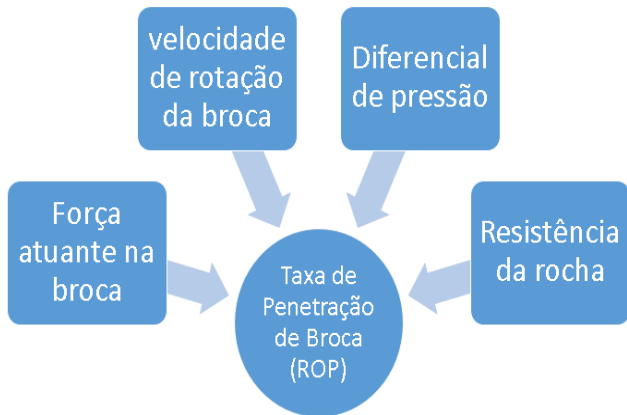 velocidade
de rotação
da broca
Diferencial
de pressão
Força
atuante na
broca
Resistência
da rocha
Taxa de
Penetração
de Broca
(ROP)